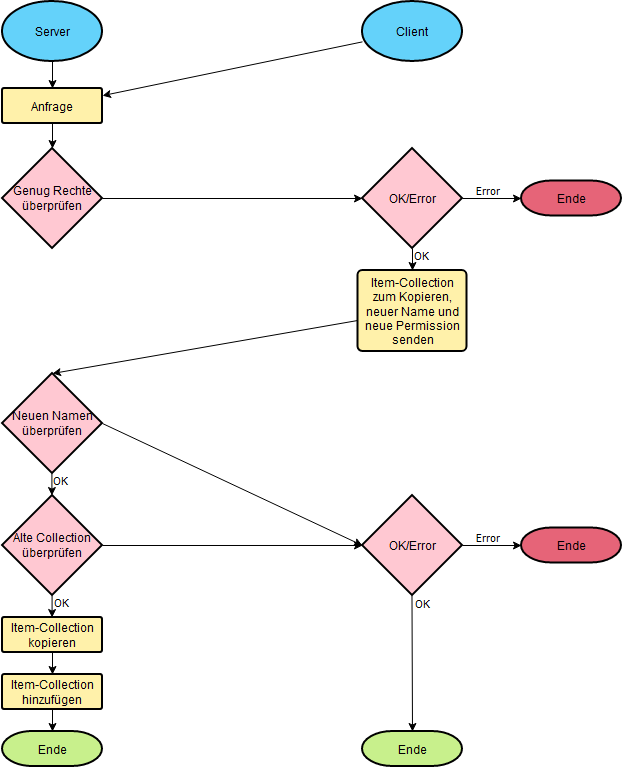 Server
Client
Anfrage
Genug Rechte
überprüfen
OK/Error
Error
Ende
OK
Item-Collection
zum Kopieren,
neuer Name und
neue Permission
senden
Neuen Namen
überprüfen
OK
Alte Collection
überprüfen
OK/Error
Error
Ende
OK
OK
Item-Collection
kopieren
Item-Collection
hinzufügen
Ende
Ende